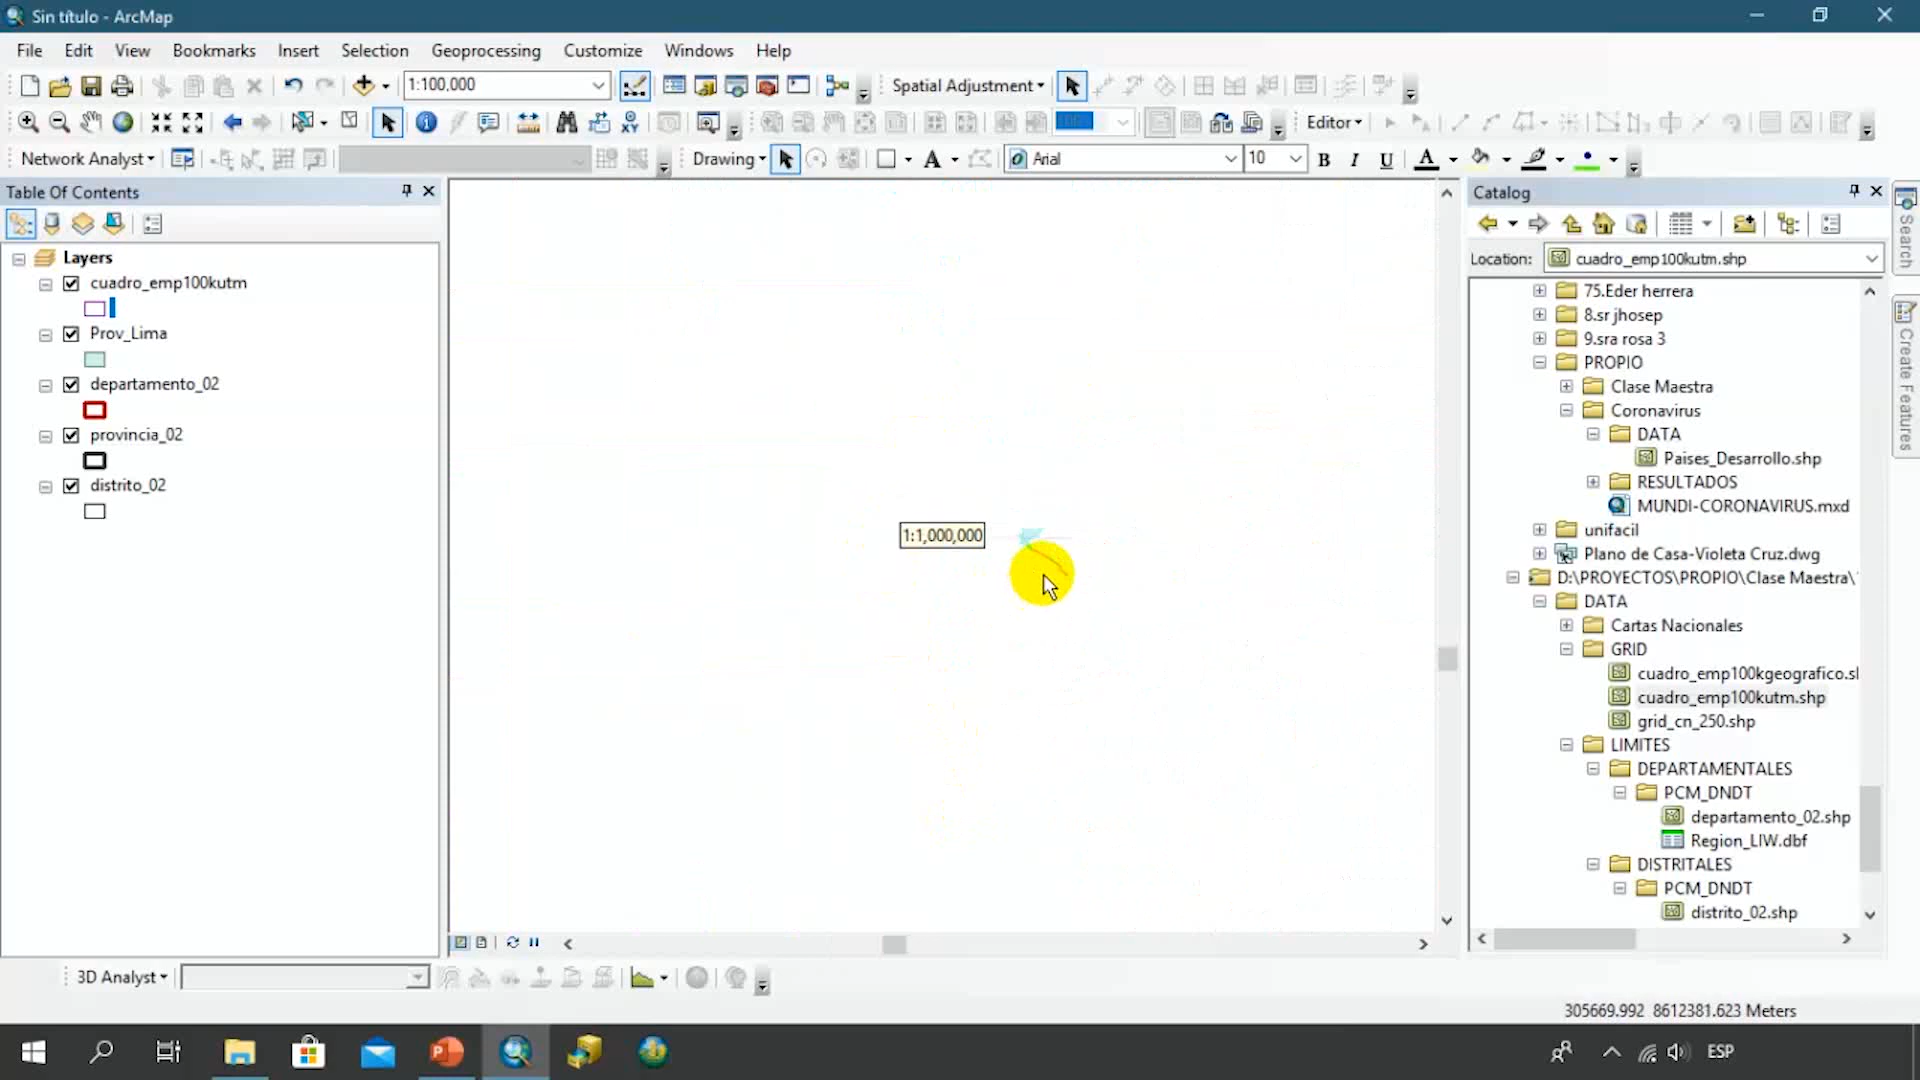 Sin título - ArcMap
File Edit View Bookmarks Insert Selection Geoprocessing Customize Windows Help
1:100,000
Spatial Adjustment
Editor
Network Analyst
Drawing
Arial
10
B I U A
Table Of Contents
Layers
cuadro_emp100kutm
Prov_Lima
departamento_02
provincia_02
distrito_02
1:1,000,000
Catalog
Location: cuadro_emp100kutm.shp
75.Eder herrera
8.sr jhosep
9.sra rosa 3
PROPIO
Clase Maestra
Coronavirus
DATA
Paises_Desarrollo.shp
RESULTADOS
MUNDI-CORONAVIRUS.mxd
unifacil
Plano de Casa-Violeta Cruz.dwg
D:\PROYECTOS\PROPIO\Clase Maestra\
DATA
Cartas Nacionales
GRID
cuadro_emp100kgeografico.sl
cuadro_emp100kutm.shp
grid_cn_250.shp
LIMITES
DEPARTAMENTALES
PCM_DNDT
departamento_02.shp
Region_LIW.dbf
DISTRITALES
PCM_DNDT
distrito_02.shp
Search
Create Features
3D Analyst
305669.992 8612381.623 Meters
ESP